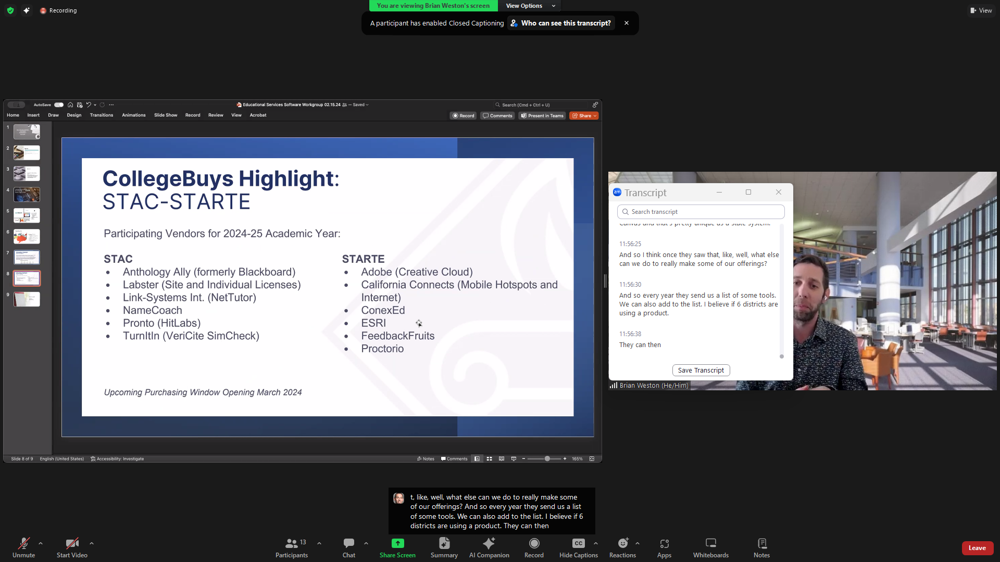 Recording
You are viewing Brian Weston's screen
View Options
View
A participant has enabled Closed Captioning
Who can see this transcript?
AutoSave
Educational Services Software Workgroup 02.15.24
— Saved
Search (Cmd + Ctrl + U)
Home Insert Draw Design Transitions Animations Slide Show Record Review View Acrobat
Record
Comments
Present in Teams
Share
1
2
3
4
5
6
7
8
9
CollegeBuys Highlight:
STAC-STARTE
Participating Vendors for 2024-25 Academic Year:
STAC
• Anthology Ally (formerly Blackboard)
• Labster (Site and Individual Licenses)
• Link-Systems Int. (NetTutor)
• NameCoach
• Pronto (HitLabs)
• TurnItIn (VeriCite SimCheck)
STARTE
• Adobe (Creative Cloud)
• California Connects (Mobile Hotspots and
Internet)
• ConexEd
• ESRI
• FeedbackFruits
• Proctorio
Upcoming Purchasing Window Opening March 2024
Slide 8 of 9
English (United States)
Accessibility: Investigate
Notes
Comments
165%
zm
Transcript
Search transcript
Canvas and that's pretty unique as a state system.
11:56:25
And so I think once they saw that, like, well, what else
can we do to really make some of our offerings?
11:56:30
And so every year they send us a list of some tools.
We can also add to the list. I believe if 6 districts are
using a product.
11:56:38
They can then
Save Transcript
Brian Weston (He/Him)
t, like, well, what else can we do to really make some
of our offerings? And so every year they send us a list
of some tools. We can also add to the list. I believe if 6
districts are using a product. They can then
Unmute
Start Video
13
Participants
Chat
Share Screen
Summary
AI Companion
Record
CC
Hide Captions
Reactions
Apps
Whiteboards
Notes
Leave